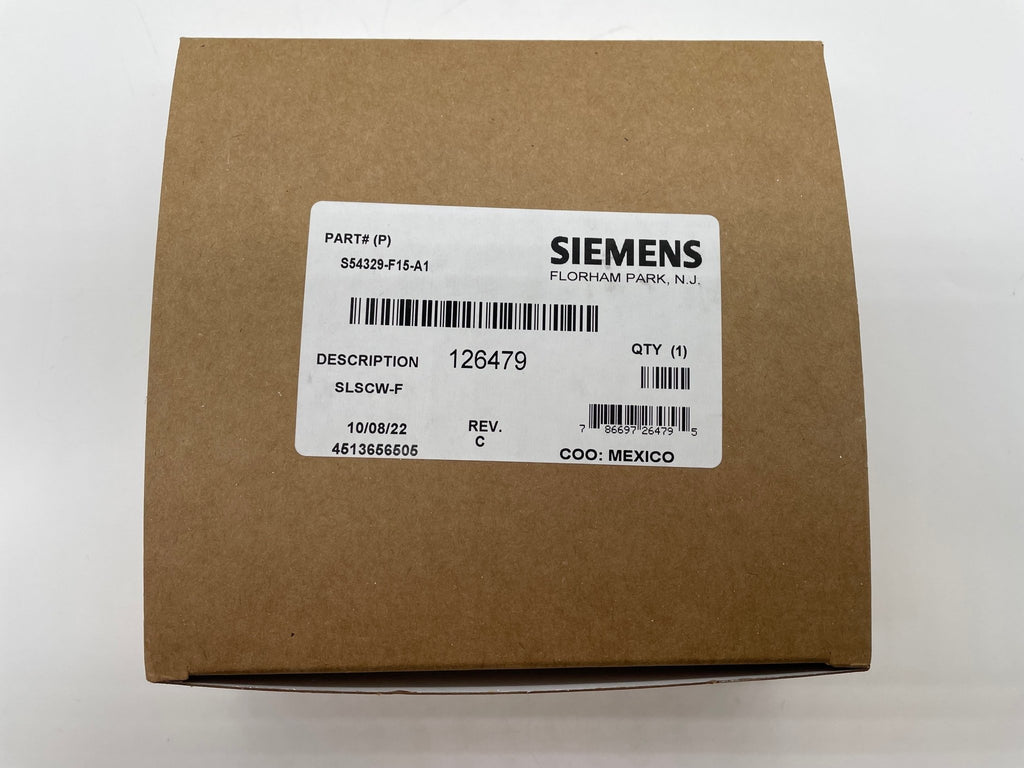 PART# (P)
S54329-F15-A1
SIEMENS
FLORHAM PARK, N.J.
DESCRIPTION 126479
SLSCW-F
QTY (1)
7 86697 26479 5
10/08/22
4513656505
REV.
C
COO: MEXICO